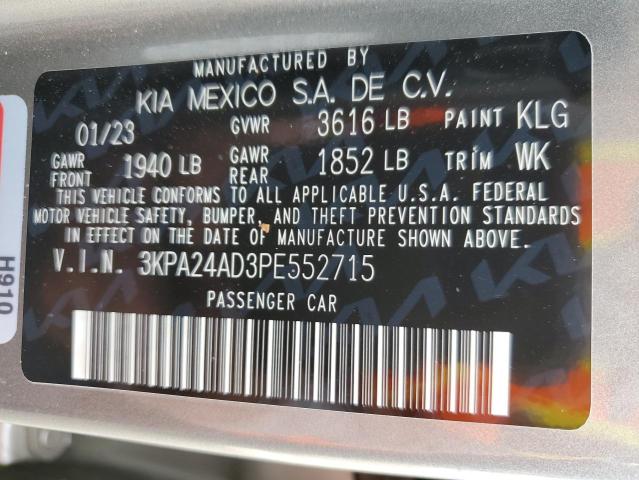 MANUFACTURED BY
KIA MEXICO S.A. DE C.V.
01/23 GVWR 3616 LB PAINT KLG
GAWR FRONT 1940 LB GAWR REAR 1852 LB TRIM WK
THIS VEHICLE CONFORMS TO ALL APPLICABLE U.S.A. FEDERAL
MOTOR VEHICLE SAFETY, BUMPER, AND THEFT PREVENTION STANDARDS
IN EFFECT ON THE DATE OF MANUFACTURE SHOWN ABOVE.
V.I.N. 3KPA24AD3PE552715
PASSENGER CAR
H910